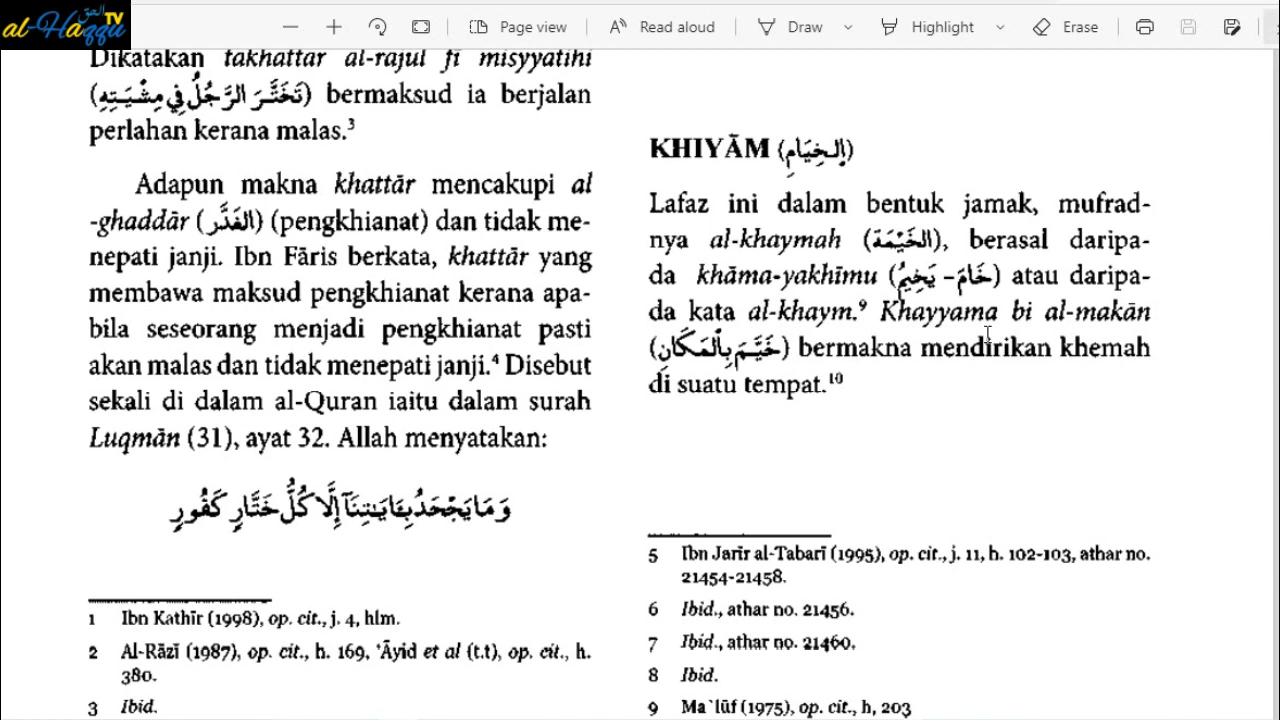 الحق
al-HaqquTV
Page view
Read aloud
Draw
Highlight
Erase
Dikatakan takhattar al-rajul fi misyyatihi
(تَخَتَّرَ الرَّجُلُ فِي مِشْيَتِهِ) bermaksud ia berjalan
perlahan kerana malas.³
Adapun makna khattār mencakupi al
-ghaddār (الغَدَّر) (pengkhianat) dan tidak me-
nepati janji. Ibn Fāris berkata, khattār yang
membawa maksud pengkhianat kerana apa-
bila seseorang menjadi pengkhianat pasti
akan malas dan tidak menepati janji.⁴ Disebut
sekali di dalam al-Quran iaitu dalam surah
Luqmān (31), ayat 32. Allah menyatakan:
وَمَا يَجْحَدُ بِـَٔايَٰتِنَآ إِلَّا كُلُّ خَتَّارٍ كَفُورٍ
1 Ibn Kathīr (1998), op. cit., j. 4, hlm.
2 Al-Rāzī (1987), op. cit., h. 169, 'Āyid et al (t.t), op. cit., h.
380.
3 Ibid.
KHIYĀM (الخِيَامِ)
Lafaz ini dalam bentuk jamak, mufrad-
nya al-khaymah (الخَيْمَة), berasal daripa-
da khāma-yakhīmu (خَامَ – يَخِيمُ) atau daripa-
da kata al-khaym.⁹ Khayyama bi al-makān
(خَيَّمَ بِالْمَكَانِ) bermakna mendirikan khemah
di suatu tempat.¹⁰
5 Ibn Jarīr al-Tabarī (1995), op. cit., j. 11, h. 102-103, athar no.
21454-21458.
6 Ibid., athar no. 21456.
7 Ibid., athar no. 21460.
8 Ibid.
9 Ma`lūf (1975), op. cit., h, 203